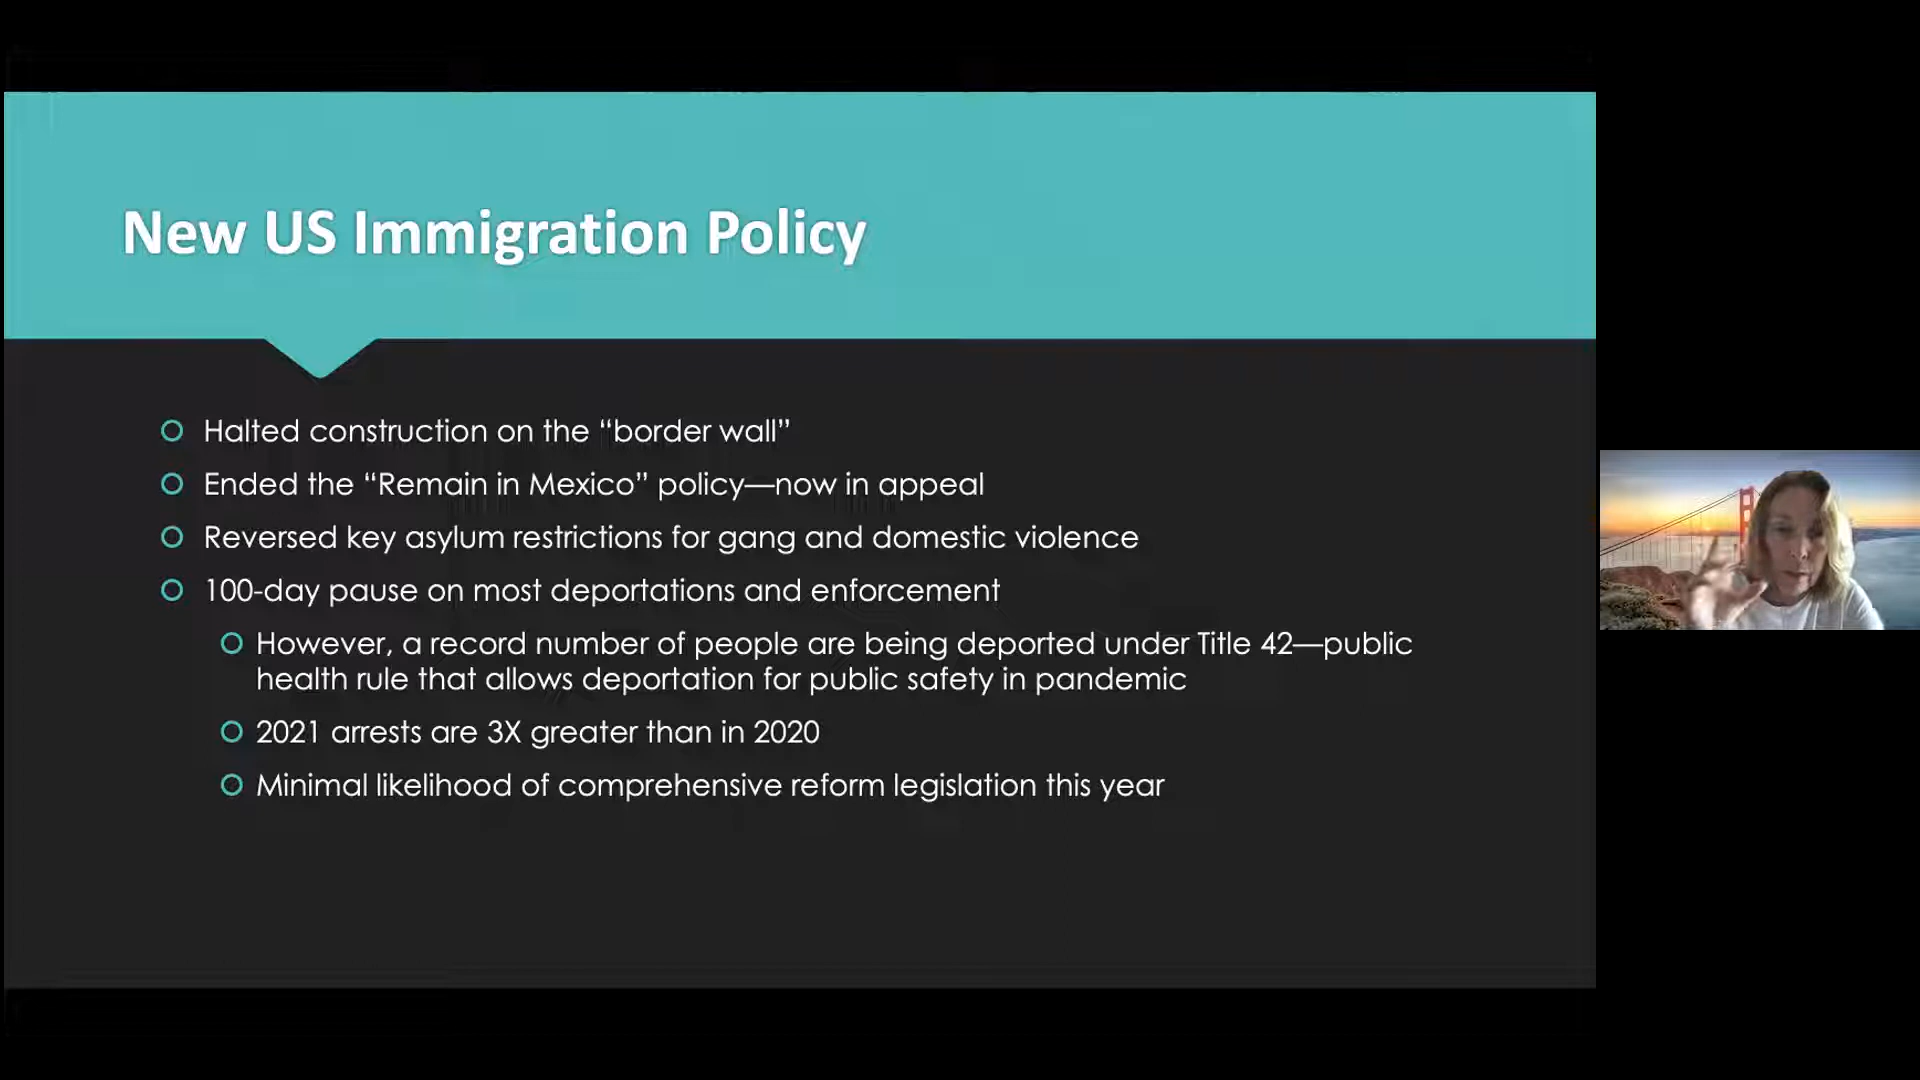 New US Immigration Policy
Halted construction on the “border wall”
Ended the “Remain in Mexico” policy—now in appeal
Reversed key asylum restrictions for gang and domestic violence
100-day pause on most deportations and enforcement
However, a record number of people are being deported under Title 42—public
health rule that allows deportation for public safety in pandemic
2021 arrests are 3X greater than in 2020
Minimal likelihood of comprehensive reform legislation this year